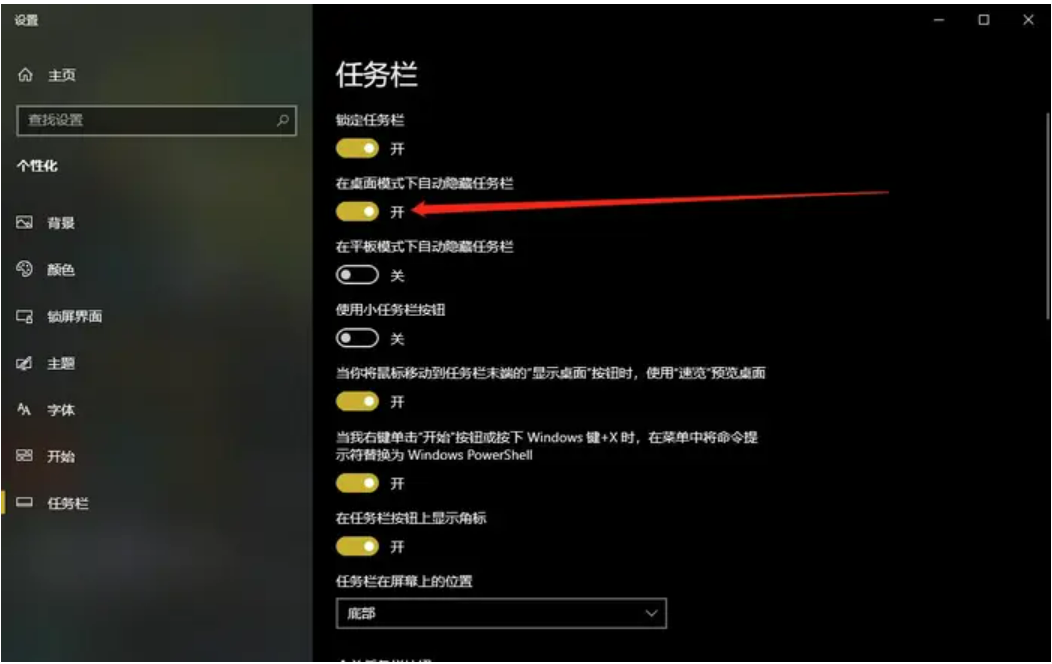 设置
主页
查找设置
个性化
背景
颜色
锁屏界面
主题
字体
开始
任务栏
任务栏
锁定任务栏
开
在桌面模式下自动隐藏任务栏
开
在平板模式下自动隐藏任务栏
关
使用小任务栏按钮
关
当你将鼠标移动到任务栏末端的"显示桌面"按钮时，使用"速览"预览桌面
开
当我右键单击"开始"按钮或按下 Windows 键+X 时，在菜单中将命令提
示符替换为 Windows PowerShell
开
在任务栏按钮上显示角标
开
任务栏在屏幕上的位置
底部